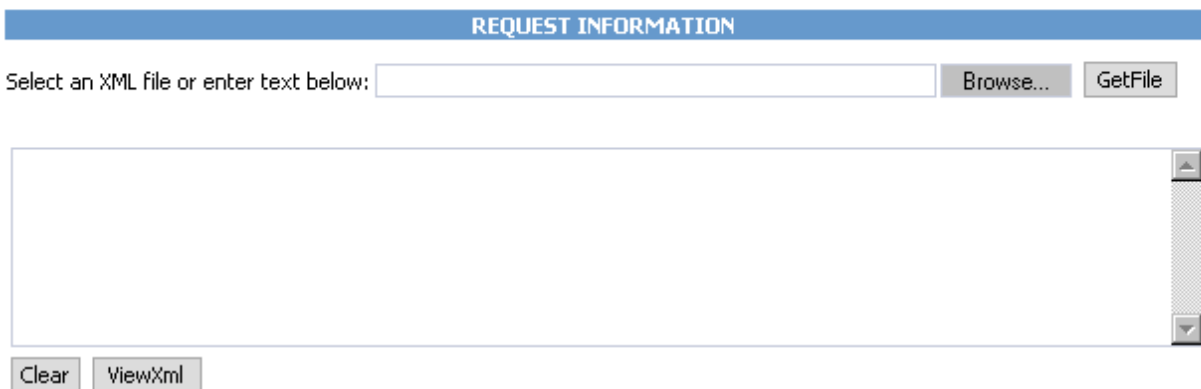 REQUEST INFORMATION
Select an XML file or enter text below: Browse... GetFile
Clear ViewXml